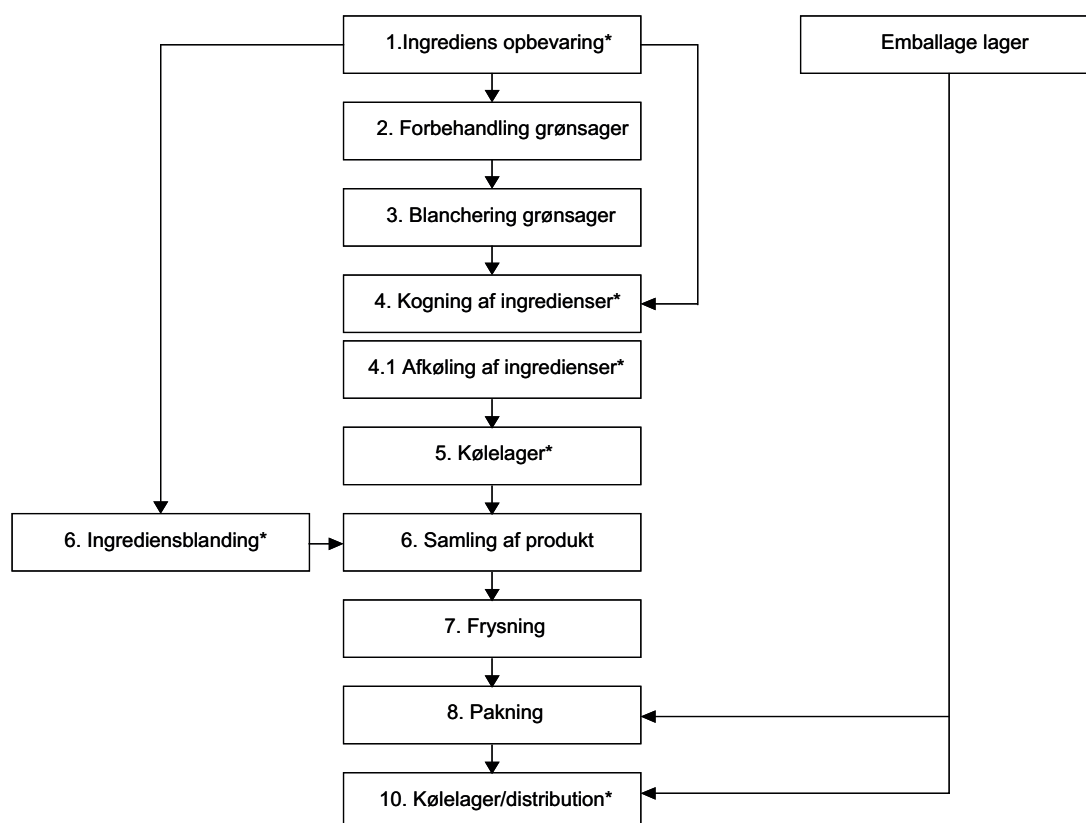 1.Ingrediens opbevaring*
Emballage lager
2. Forbehandling grønsager
3. Blanchering grønsager
4. Kogning af ingredienser*
4.1 Afkøling af ingredienser*
5. Kølelager*
6. Ingrediensblanding*
6. Samling af produkt
7. Frysning
8. Pakning
10. Kølelager/distribution*